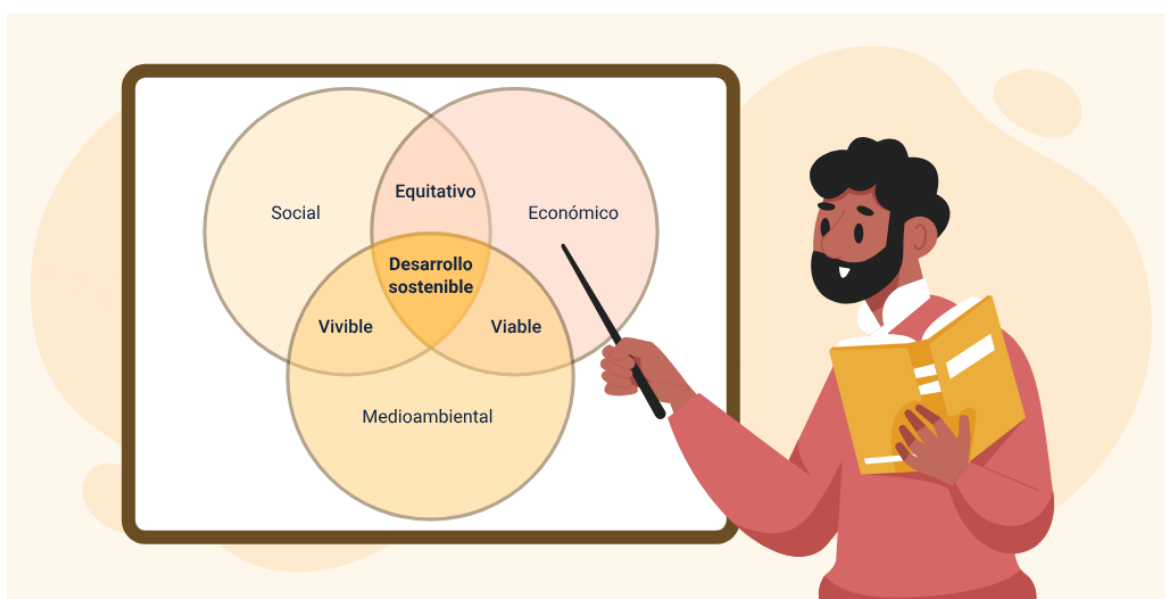 Equitativo
Social
Económico
Desarrollo
sostenible
Vivible
Viable
Medioambiental